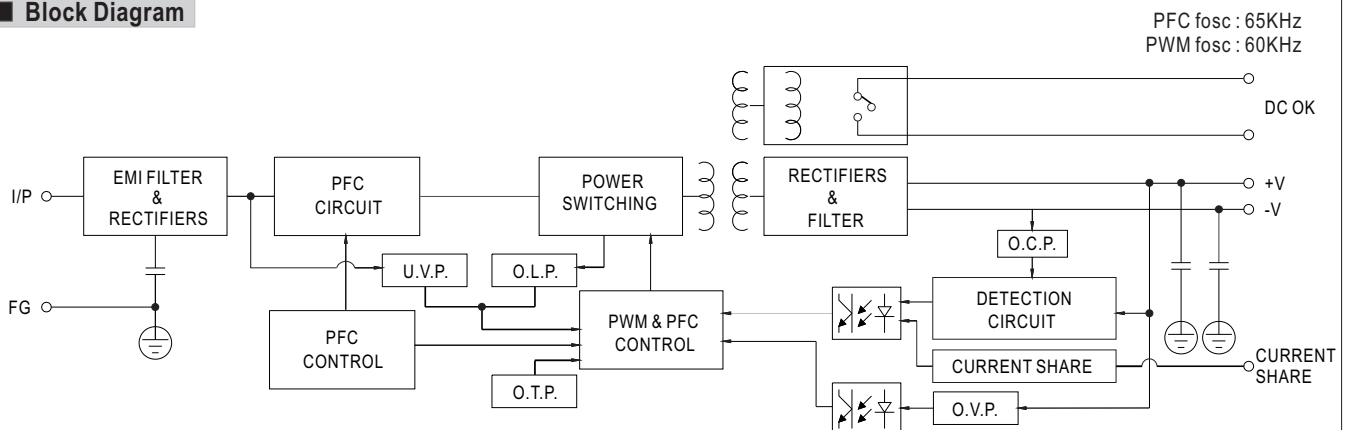 ■ Block Diagram
PFC fosc : 65KHz
PWM fosc : 60KHz
DC OK
I/P
EMI FILTER
&
RECTIFIERS
PFC
CIRCUIT
POWER
SWITCHING
RECTIFIERS
&
FILTER
+V
-V
O.C.P.
U.V.P.
O.L.P.
FG
DETECTION
CIRCUIT
PFC
CONTROL
PWM & PFC
CONTROL
CURRENT SHARE
CURRENT
SHARE
O.T.P.
O.V.P.